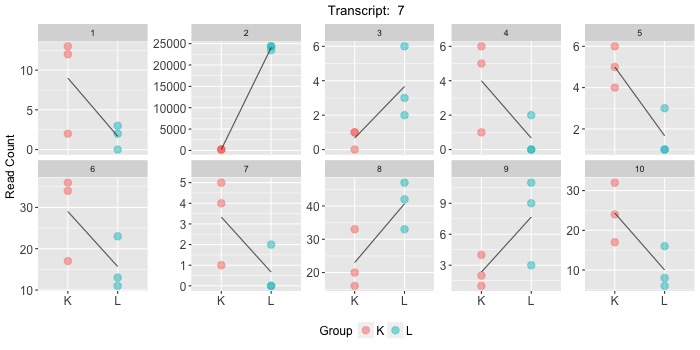 Transcript: 7
1 2 3 4 5
10 5 0
25000 20000 15000 10000 5000 0
6 4 2 0
6 4 2 0
6 4 2
Read Count
6 7 8 9 10
30 20 10
5 4 3 2 1 0
40 30 20
9 6 3
30 20 10
K L K L K L K L K L
Group K L